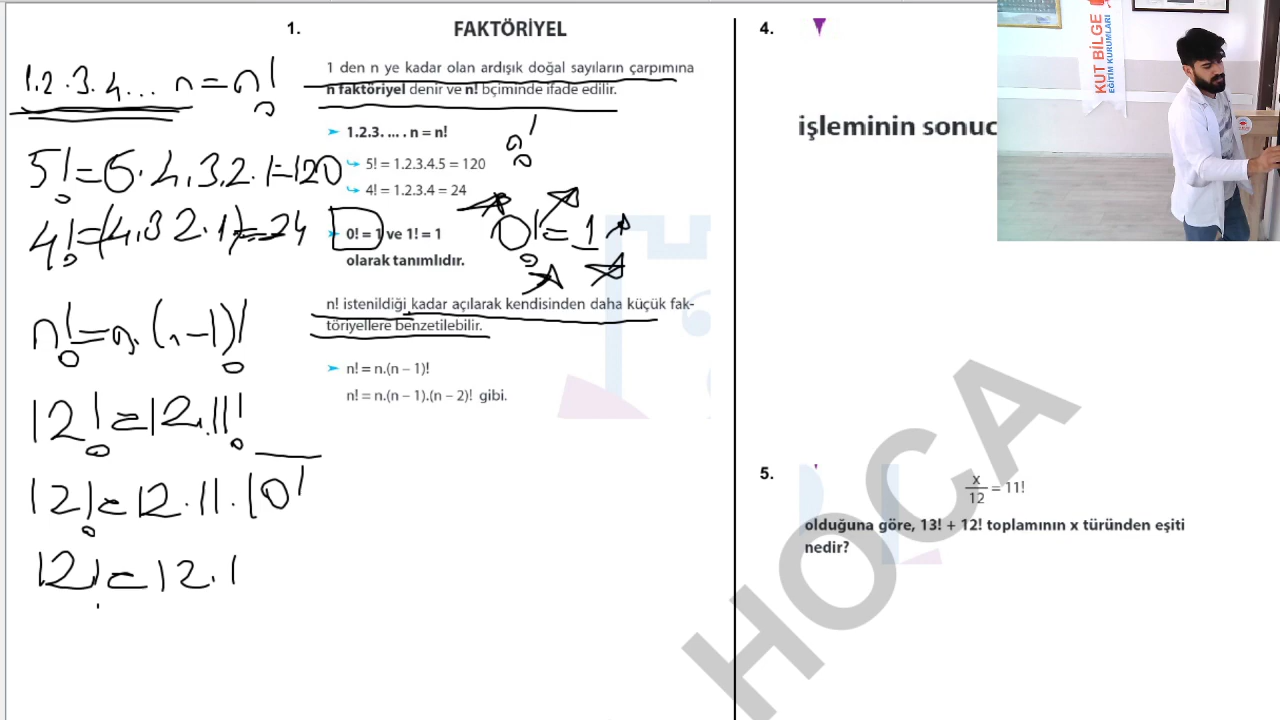 1.2.3.4... n=n!
5!=5.4.3.2.1=120
4!=(4.3 2.1)=24
n!=n.(n-1)!
12!=12.11!
12!=12.11.10!
12!=12.1
1.
FAKTÖRİYEL
1 den n ye kadar olan ardışık doğal sayıların çarpımına
n faktöriyel denir ve n! bçiminde ifade edilir.
➤ 1.2.3. ... . n = n!
n!
↪ 5! = 1.2.3.4.5 = 120
↪ 4! = 1.2.3.4 = 24
➤ 0! = 1 ve 1! = 1
0!=1
olarak tanımlıdır.
n! istenildiği kadar açılarak kendisinden daha küçük fak-
töriyellere benzetilebilir.
➤ n! = n.(n – 1)!
n! = n.(n – 1).(n – 2)! gibi.
4.
işleminin sonuc
5.
x/12 = 11!
olduğuna göre, 13! + 12! toplamının x türünden eşiti
nedir?
HOCA
KUT BİLGE
EĞİTİM KURUMLARI